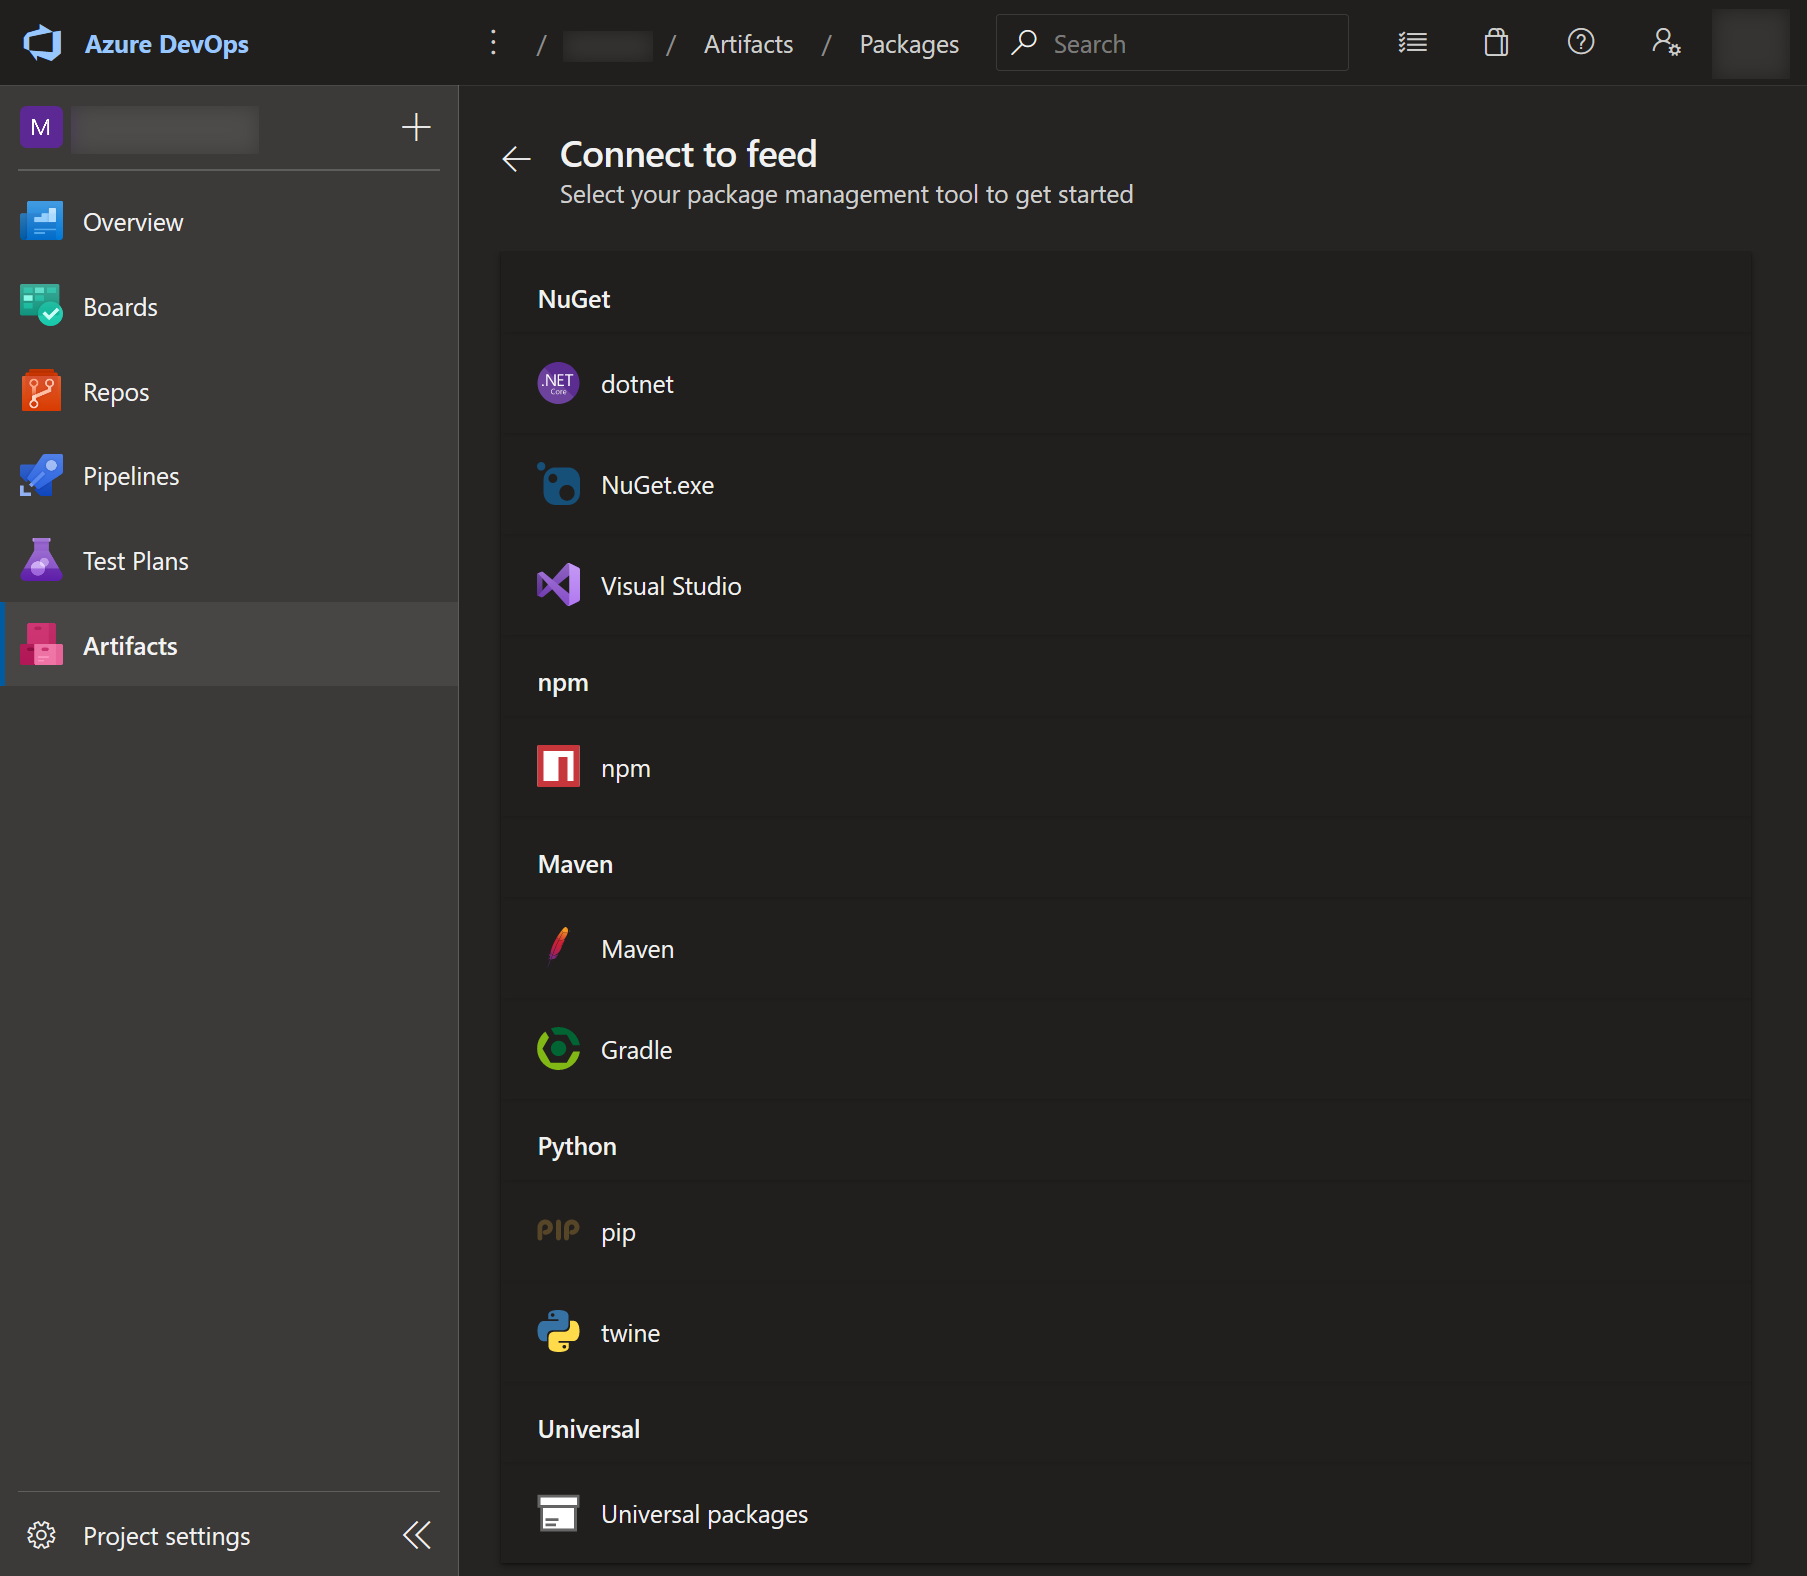 Azure DevOps
/ / Artifacts / Packages
Search
M
Overview
Boards
Repos
Pipelines
Test Plans
Artifacts
Project settings
Connect to feed
Select your package management tool to get started
NuGet
.NET
Core
dotnet
NuGet.exe
Visual Studio
npm
npm
Maven
Maven
Gradle
Python
PIP
pip
twine
Universal
Universal packages